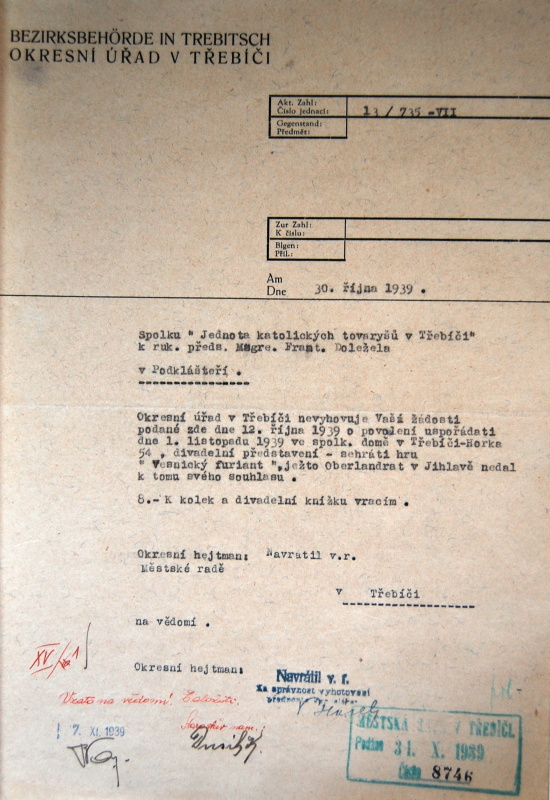 BEZIRKSBEHÖRDE IN TREBITSCH
OKRESNÍ ÚŘAD V TŘEBÍČI
Akt. Zahl:
Číslo jednací: 13 / 735 -VII
Gegenstand:
Předmět:
Zur Zahl:
K číslu:
Blgen:
Příl.:
Am
Dne 30. října 1939 .
Spolku " Jednota katolických tovaryšů v Třebíči"
k ruk. předs. Msgre. Frant. Doležela
v Podklášteří .
Okresní úřad v Třebíči nevyhovuje Vaší žádosti
podané zde dne 12. října 1939 o povolení uspořádati
dne 1. listopadu 1939 ve spolk. domě v Třebíči-Horka
54 , divadelní představení - sehráti hru
" Vesnický furiant ",ježto Oberlandrat v Jihlavě nedal
k tomu svého souhlasu .
8.- K kolek a divadelní knížku vracím .
Okresní hejtman: Navrátil v.r.
Městské radě
v Třebíči
na vědomí .
Okresní hejtman:
Navrátil v. r.
Za správnost vyhotovení
XV/
Vzato na vědomí!
7. XI. 1939
MĚSTSKÁ V TŘEBÍČI.
Došlo 31. X. 1939
Číslo 8746